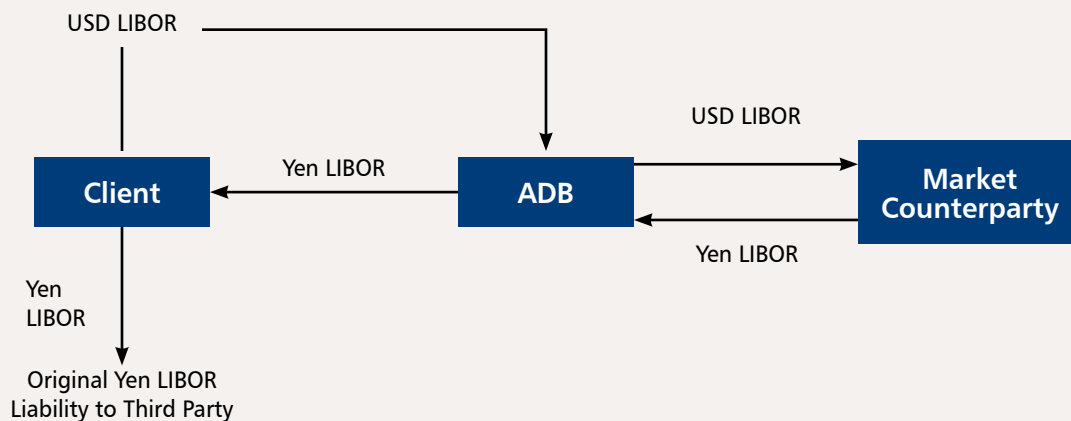 USD LIBOR
USD LIBOR
Client
Yen LIBOR
ADB
Market
Counterparty
Yen LIBOR
Yen
LIBOR
Original Yen LIBOR
Liability to Third Party